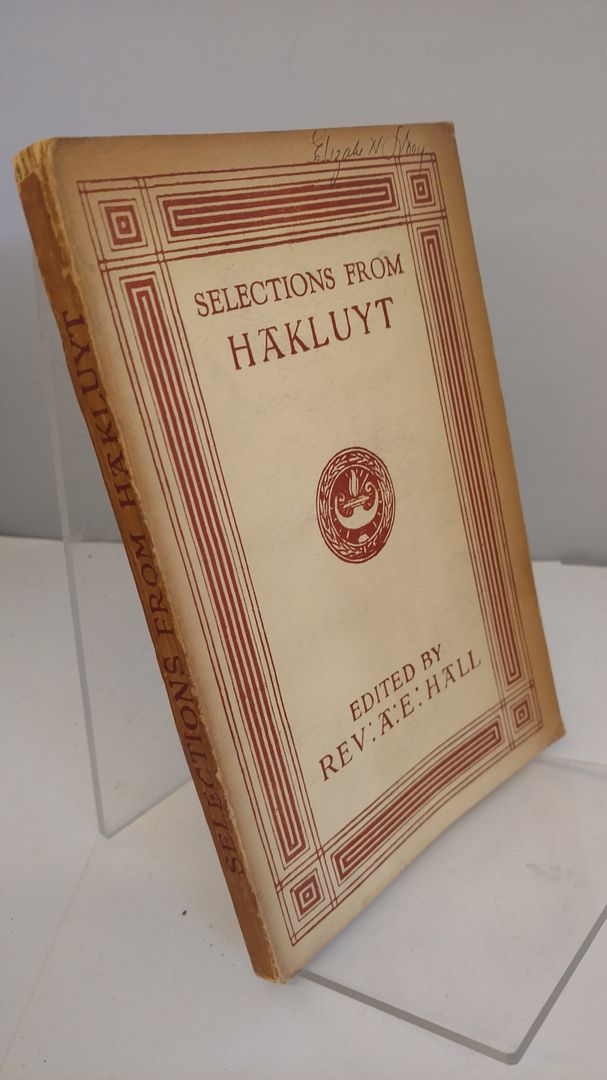 SELECTIONS FROM
HAKLUYT
EDITED BY
REV: A: E: HALL
SELECTIONS FROM HAKLUYT